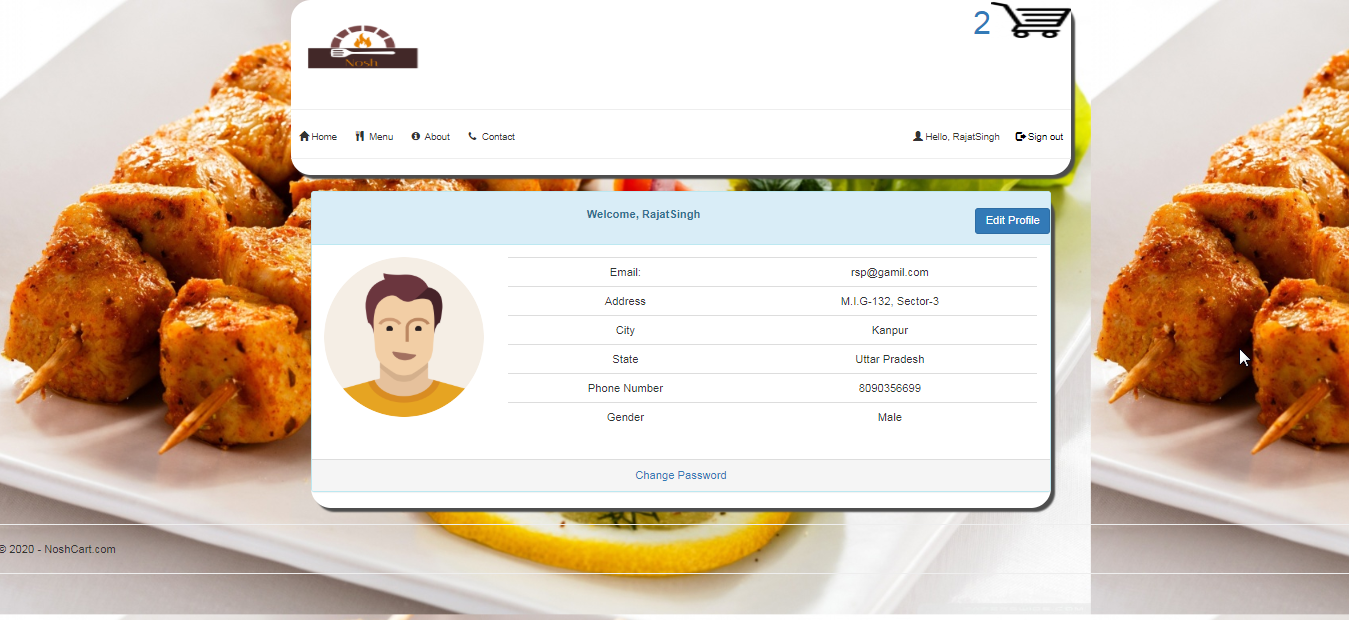 2
Nosh
Home Menu About Contact Hello, RajatSingh Sign out
Welcome, RajatSingh
Edit Profile
Email: rsp@gamil.com
Address M.I.G-132, Sector-3
City Kanpur
State Uttar Pradesh
Phone Number 8090356699
Gender Male
Change Password
© 2020 - NoshCart.com